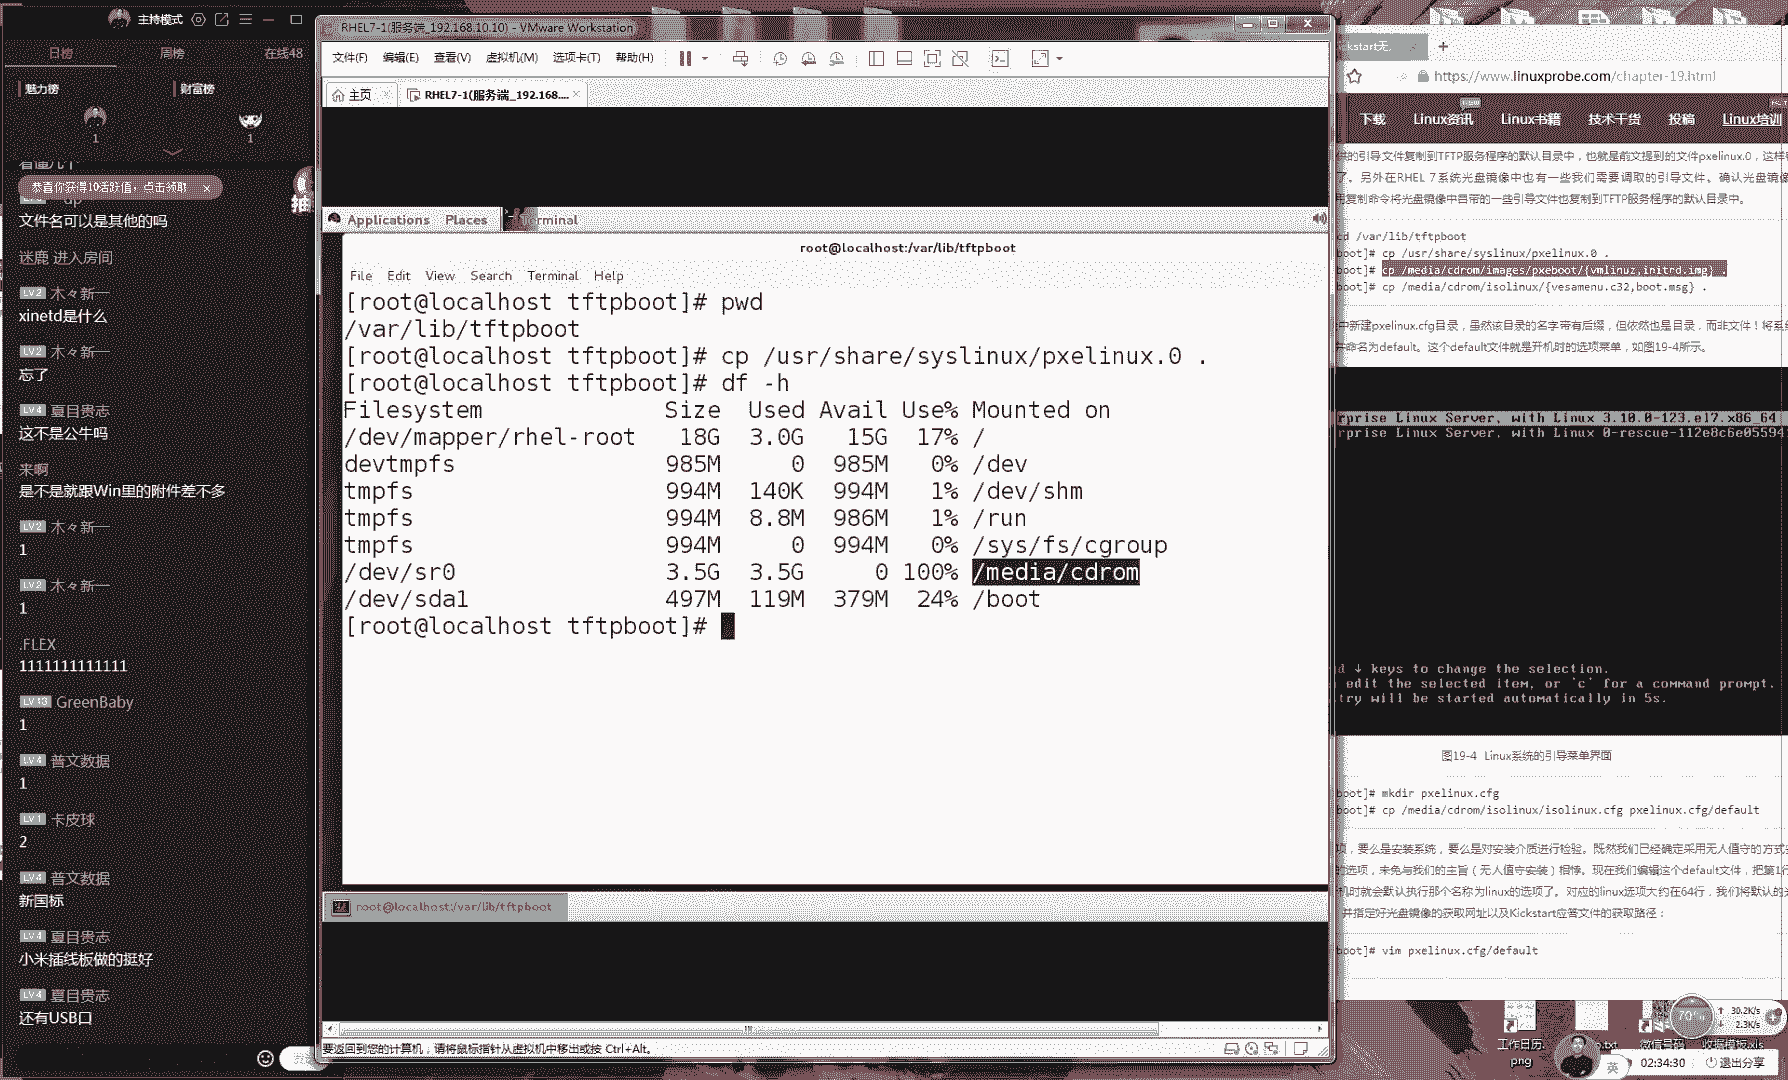 主持模式
日榜 周榜 在线48
魅力榜 财富榜
1 1
恭喜你获得10活跃值，点击领取 ×
文件名可以是其他的吗
迷鹿 进入房间
LV2 木々新一
xinetd是什么
LV2 木々新一
忘了
LV4 夏目贵志
这不是公牛吗
来啊
是不是就跟Win里的附件差不多
LV2 木々新一
1
LV2 木々新一
1
.FLEX
1111111111111
LV13 GreenBaby
1
LV4 普文数据
1
LV1 卡皮球
2
LV4 普文数据
新国标
LV4 夏目贵志
小米插线板做的挺好
LV4 夏目贵志
还有USB口
RHEL7-1(服务端_192.168.10.10) - VMware Workstation
文件(F) 编辑(E) 查看(V) 虚拟机(M) 选项卡(T) 帮助(H)
主页 × RHEL7-1(服务端_192.168.... ×
Applications Places Terminal
root@localhost:/var/lib/tftpboot
File Edit View Search Terminal Help
[root@localhost tftpboot]# pwd
/var/lib/tftpboot
[root@localhost tftpboot]# cp /usr/share/syslinux/pxelinux.0 .
[root@localhost tftpboot]# df -h
Filesystem Size Used Avail Use% Mounted on
/dev/mapper/rhel-root 18G 3.0G 15G 17% /
devtmpfs 985M 0 985M 0% /dev
tmpfs 994M 140K 994M 1% /dev/shm
tmpfs 994M 8.8M 986M 1% /run
tmpfs 994M 0 994M 0% /sys/fs/cgroup
/dev/sr0 3.5G 3.5G 0 100% /media/cdrom
/dev/sda1 497M 119M 379M 24% /boot
[root@localhost tftpboot]#
root@localhost:/var/lib/tftpboot
要返回到您的计算机，请将鼠标指针从虚拟机中移出或按 Ctrl+Alt。
ckstart无.
https://www.linuxprobe.com/chapter-19.html
下载 Linux资讯 Linux书籍 技术干货 投稿 Linux培训
供的引导文件复制到TFTP服务程序的默认目录中，也就是前文提到的文件pxelinux.0，这样
了。另外在RHEL 7系统光盘镜像中也有一些我们需要调取的引导文件。确认光盘镜像
用复制命令将光盘镜像中自带的一些引导文件也复制到TFTP服务程序的默认目录中。
cd /var/lib/tftpboot
boot]# cp /usr/share/syslinux/pxelinux.0 .
boot]# cp /media/cdrom/images/pxeboot/{vmlinuz,initrd.img} .
boot]# cp /media/cdrom/isolinux/{vesamenu.c32,boot.msg} .
中新建pxelinux.cfg目录，虽然该目录的名字带有后缀，但依然也是目录，而非文件！将系统
件命名为default。这个default文件就是开机时的选项菜单，如图19-4所示。
rprise Linux Server, with Linux 3.10.0-123.el7.x86_64
rprise Linux Server, with Linux 0-rescue-112e8c6e05594
d ↓ keys to change the selection.
edit the selected item, or 'c' for a command prompt.
try will be started automatically in 5s.
图19-4 Linux系统的引导菜单界面
boot]# mkdir pxelinux.cfg
boot]# cp /media/cdrom/isolinux/isolinux.cfg pxelinux.cfg/default
项，要么是安装系统，要么是对安装介质进行检验。既然我们已经确定采用无人值守的方式
的选项，未免与我们的主旨（无人值守安装）相悖。现在我们编辑这个default文件，把第1行
机时就会默认执行那个名称为linux的选项了。对应的linux选项大约在64行，我们将默认的
并指定好光盘镜像的获取网址以及Kickstart应答文件的获取路径：
boot]# vim pxelinux.cfg/default
70%
↑ 30.2K/s
↓ 2.3K/s
工作日历.png
.txt
微信号码
收据模板.xls
英
02:34:30 退出分享